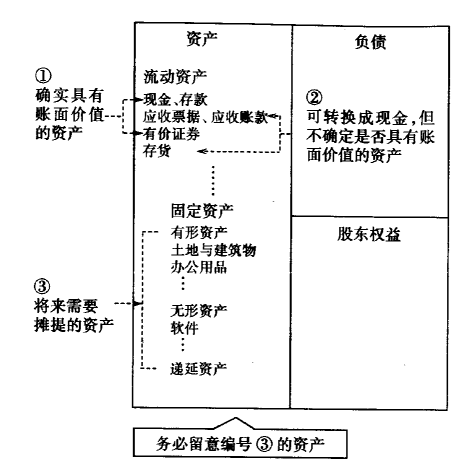 资产
负债
①
确实具有
账面价值
的资产
流动资产
现金、存款
应收票据、应收账款
有价证券
存货
⋮
②
可转换成现金，但
不确定是否具有账
面价值的资产
固定资产
有形资产
土地与建筑物
办公用品
⋮
无形资产
软件
⋮
递延资产
股东权益
③
将来需要
摊提的资产
务必留意编号③的资产